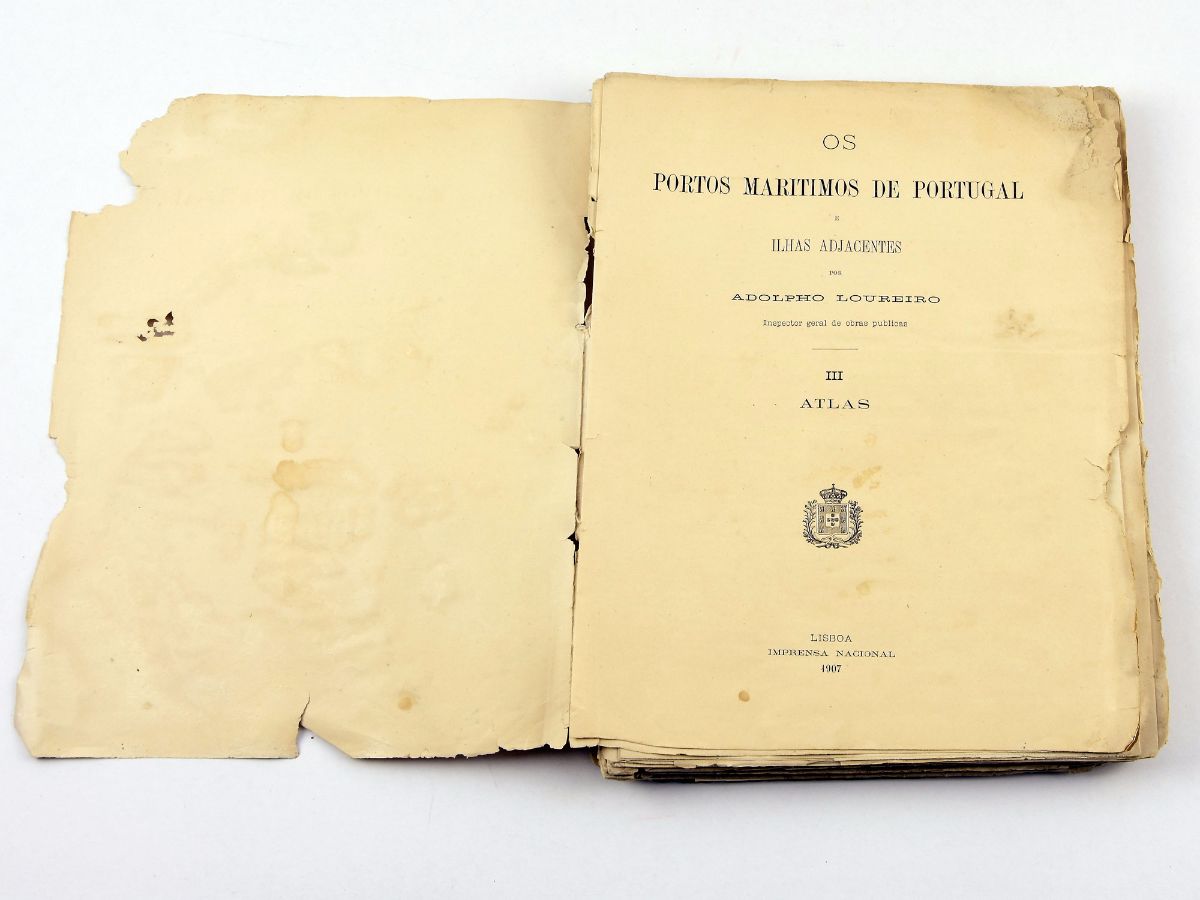 OS
PORTOS MARITIMOS DE PORTUGAL
E
ILHAS ADJACENTES
POR
ADOLPHO LOUREIRO
Inspector geral de obras publicas
III
ATLAS
LISBOA
IMPRENSA NACIONAL
1907